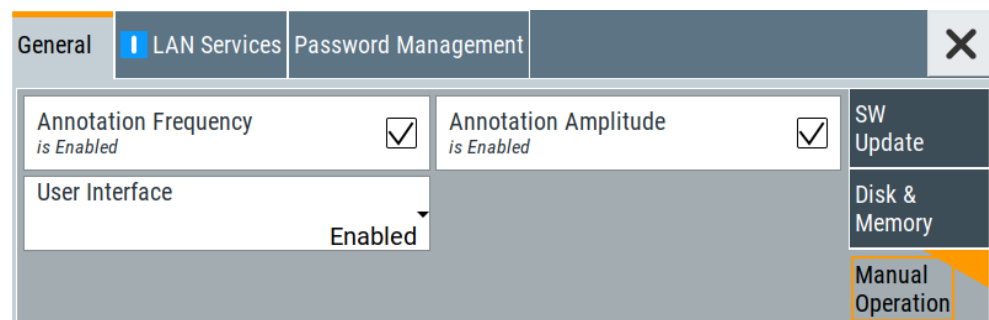 General
LAN Services
Password Management
Annotation Frequency
is Enabled
Annotation Amplitude
is Enabled
User Interface
Enabled
SW
Update
Disk &
Memory
Manual
Operation